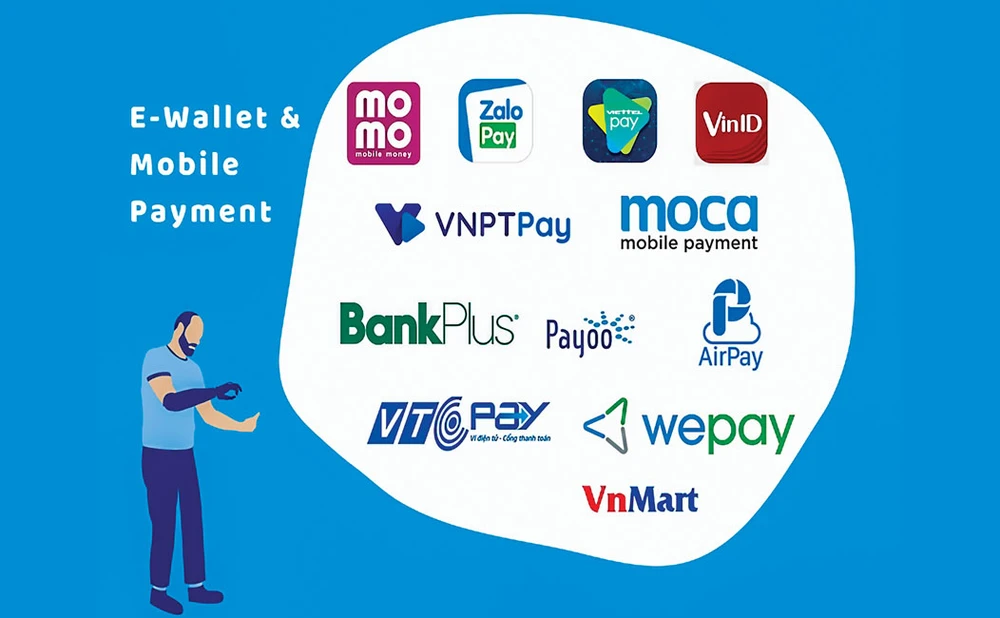 E-Wallet &
Mobile
Payment
mo
mo
mobile money
Zalo
Pay
VIETTEL
pay
VinID
VNPTPay
moca
mobile payment
BankPlus®
Payoo®
AirPay
VTC Pay
Ví điện tử - Cổng thanh toán
wepay
VnMart